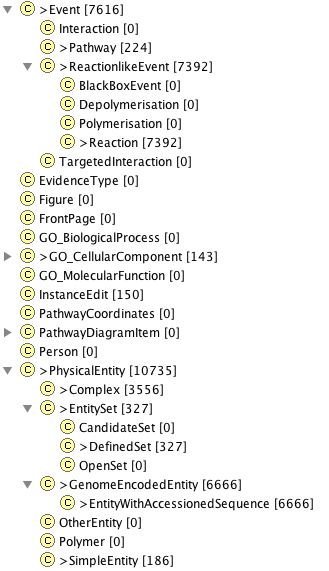 >Event [7616]
Interaction [0]
>Pathway [224]
>ReactionlikeEvent [7392]
BlackBoxEvent [0]
Depolymerisation [0]
Polymerisation [0]
>Reaction [7392]
TargetedInteraction [0]
EvidenceType [0]
Figure [0]
FrontPage [0]
GO_BiologicalProcess [0]
>GO_CellularComponent [143]
GO_MolecularFunction [0]
InstanceEdit [150]
PathwayCoordinates [0]
PathwayDiagramItem [0]
Person [0]
>PhysicalEntity [10735]
>Complex [3556]
>EntitySet [327]
CandidateSet [0]
>DefinedSet [327]
OpenSet [0]
>GenomeEncodedEntity [6666]
>EntityWithAccessionedSequence [6666]
OtherEntity [0]
Polymer [0]
>SimpleEntity [186]